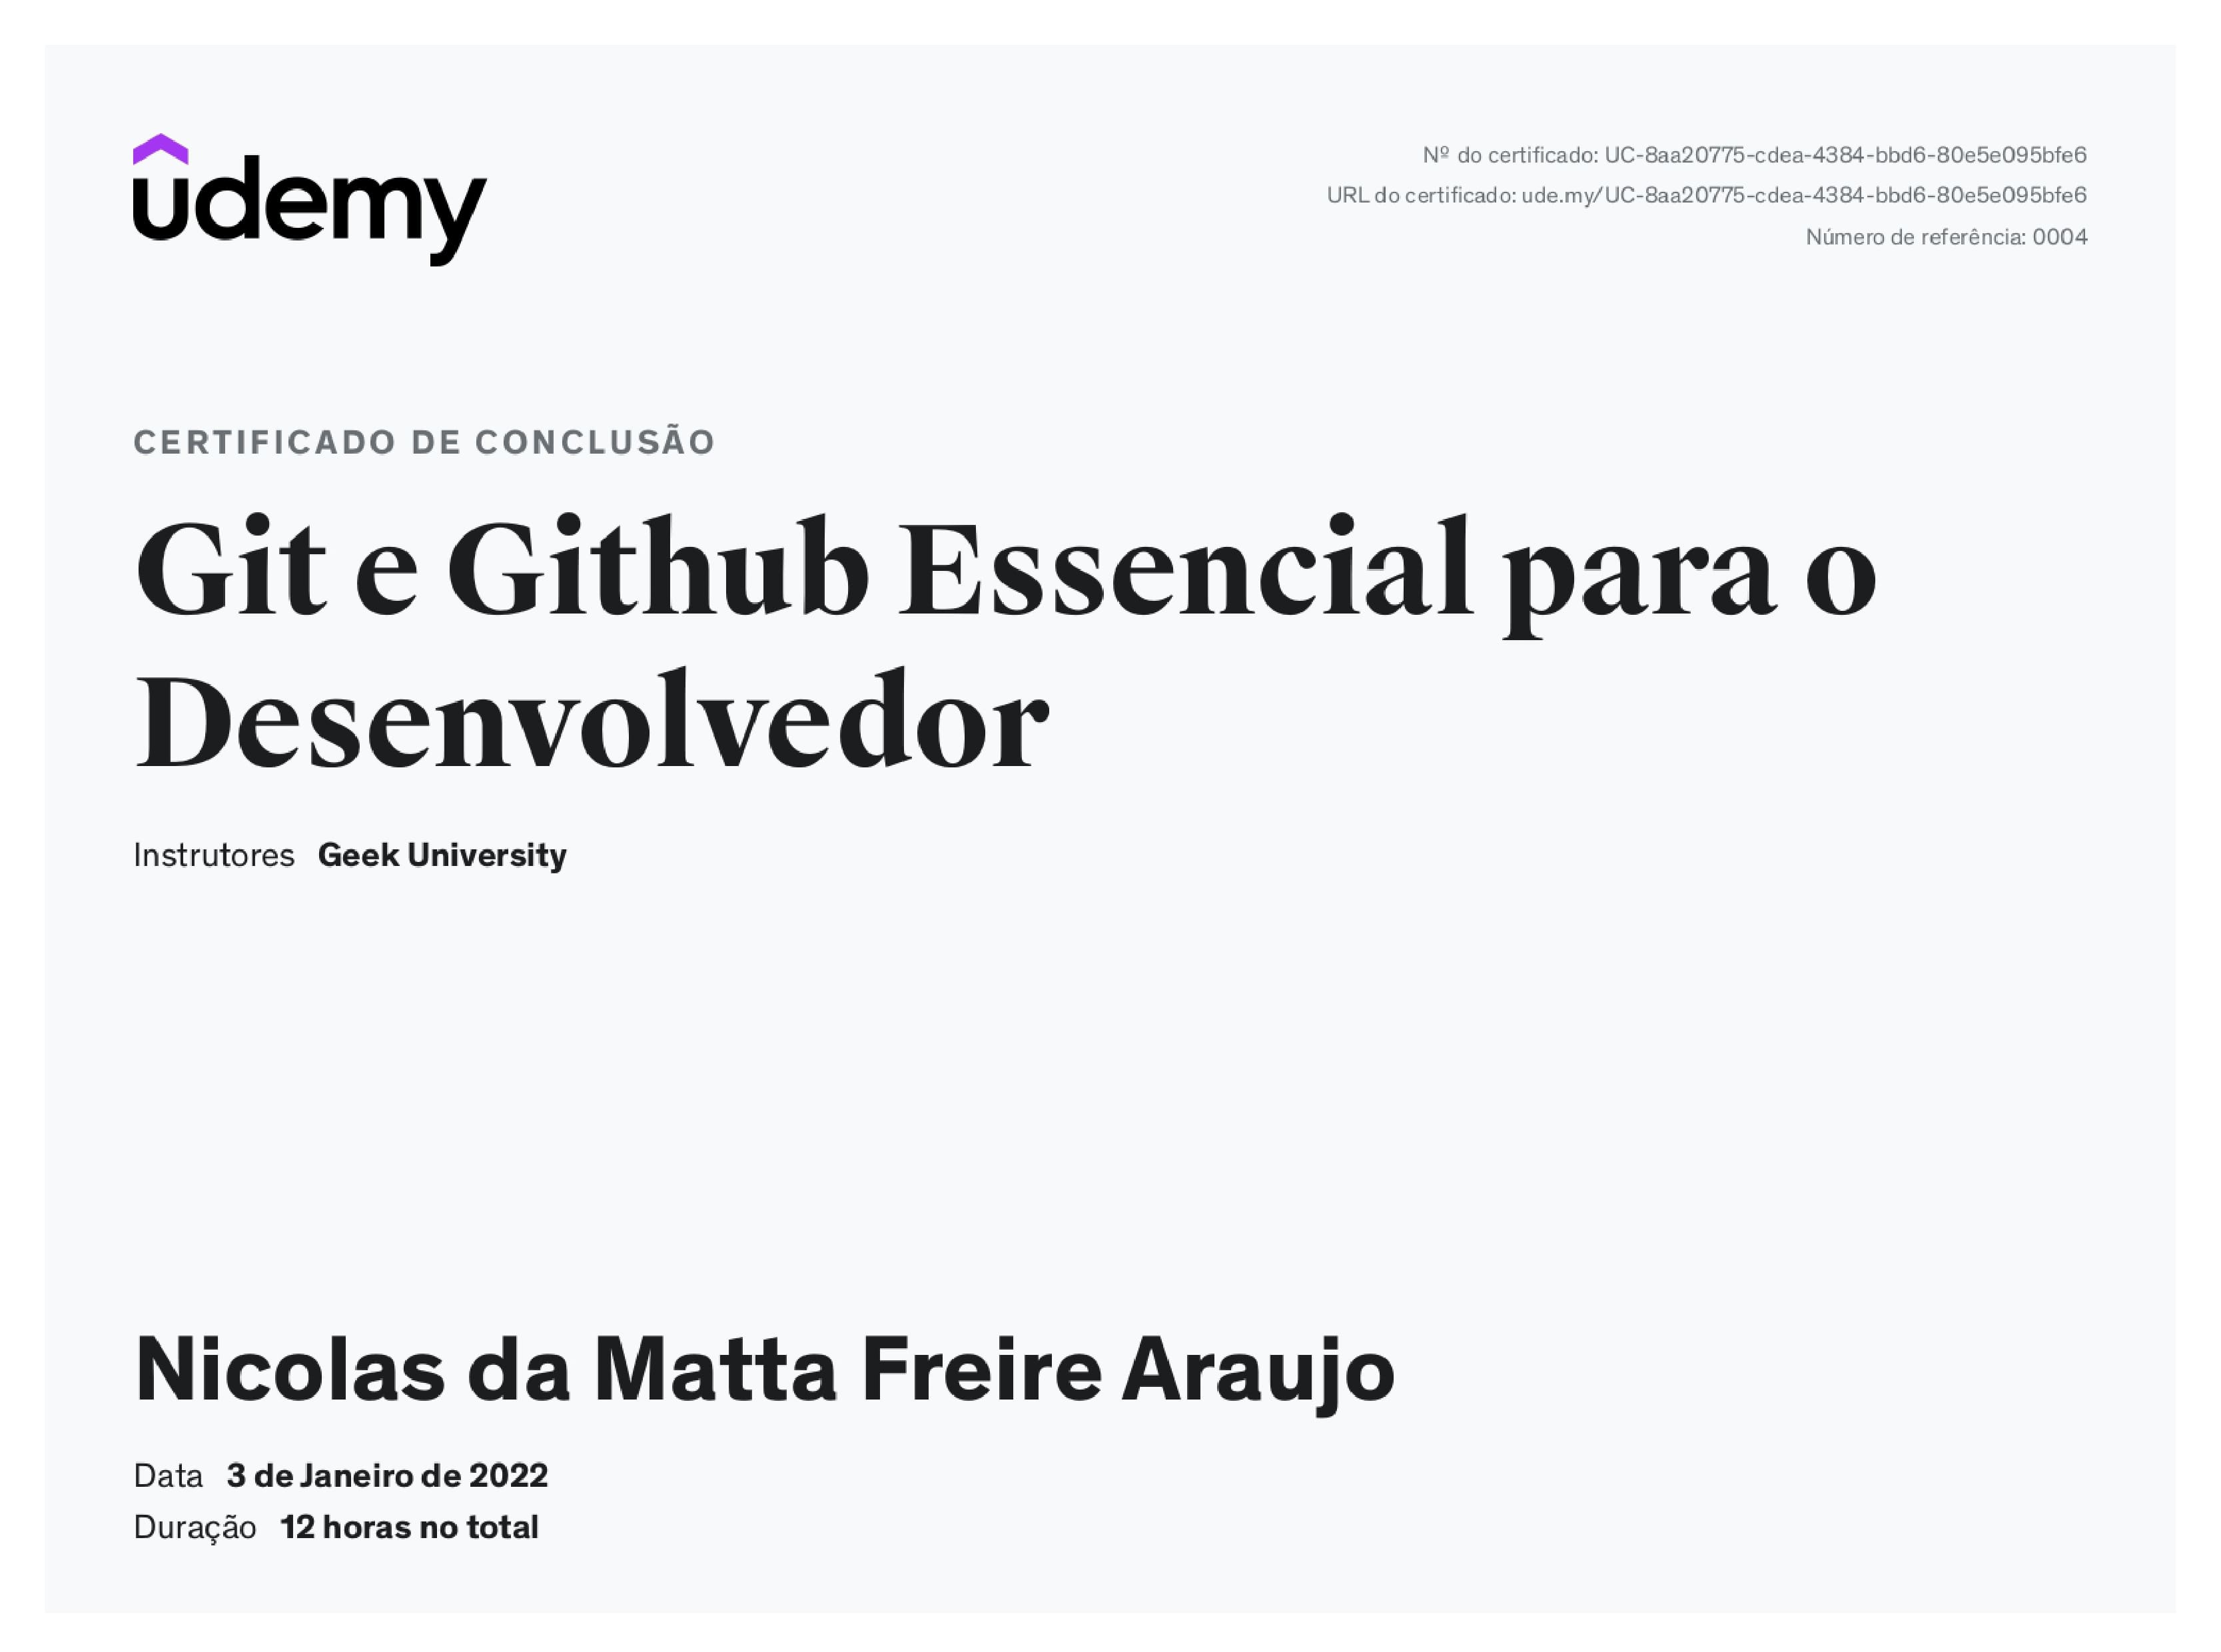 udemy
Nº do certificado: UC-8aa20775-cdea-4384-bbd6-80e5e095bfe6
URL do certificado: ude.my/UC-8aa20775-cdea-4384-bbd6-80e5e095bfe6
Número de referência: 0004
CERTIFICADO DE CONCLUSÃO
Git e Github Essencial para o
Desenvolvedor
Instrutores Geek University
Nicolas da Matta Freire Araujo
Data 3 de Janeiro de 2022
Duração 12 horas no total